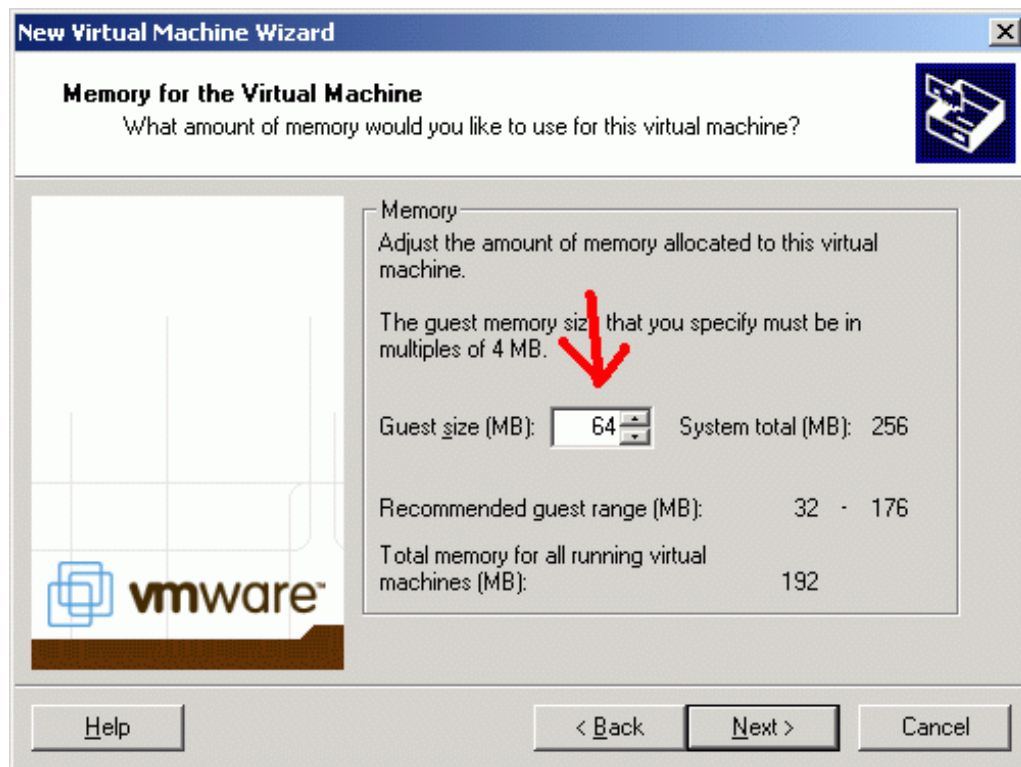 New Virtual Machine Wizard
Memory for the Virtual Machine
What amount of memory would you like to use for this virtual machine?
Memory
Adjust the amount of memory allocated to this virtual
machine.
The guest memory size that you specify must be in
multiples of 4 MB.
Guest size (MB): 64 System total (MB): 256
Recommended guest range (MB): 32 - 176
Total memory for all running virtual
machines (MB): 192
vmware™
Help < Back Next > Cancel